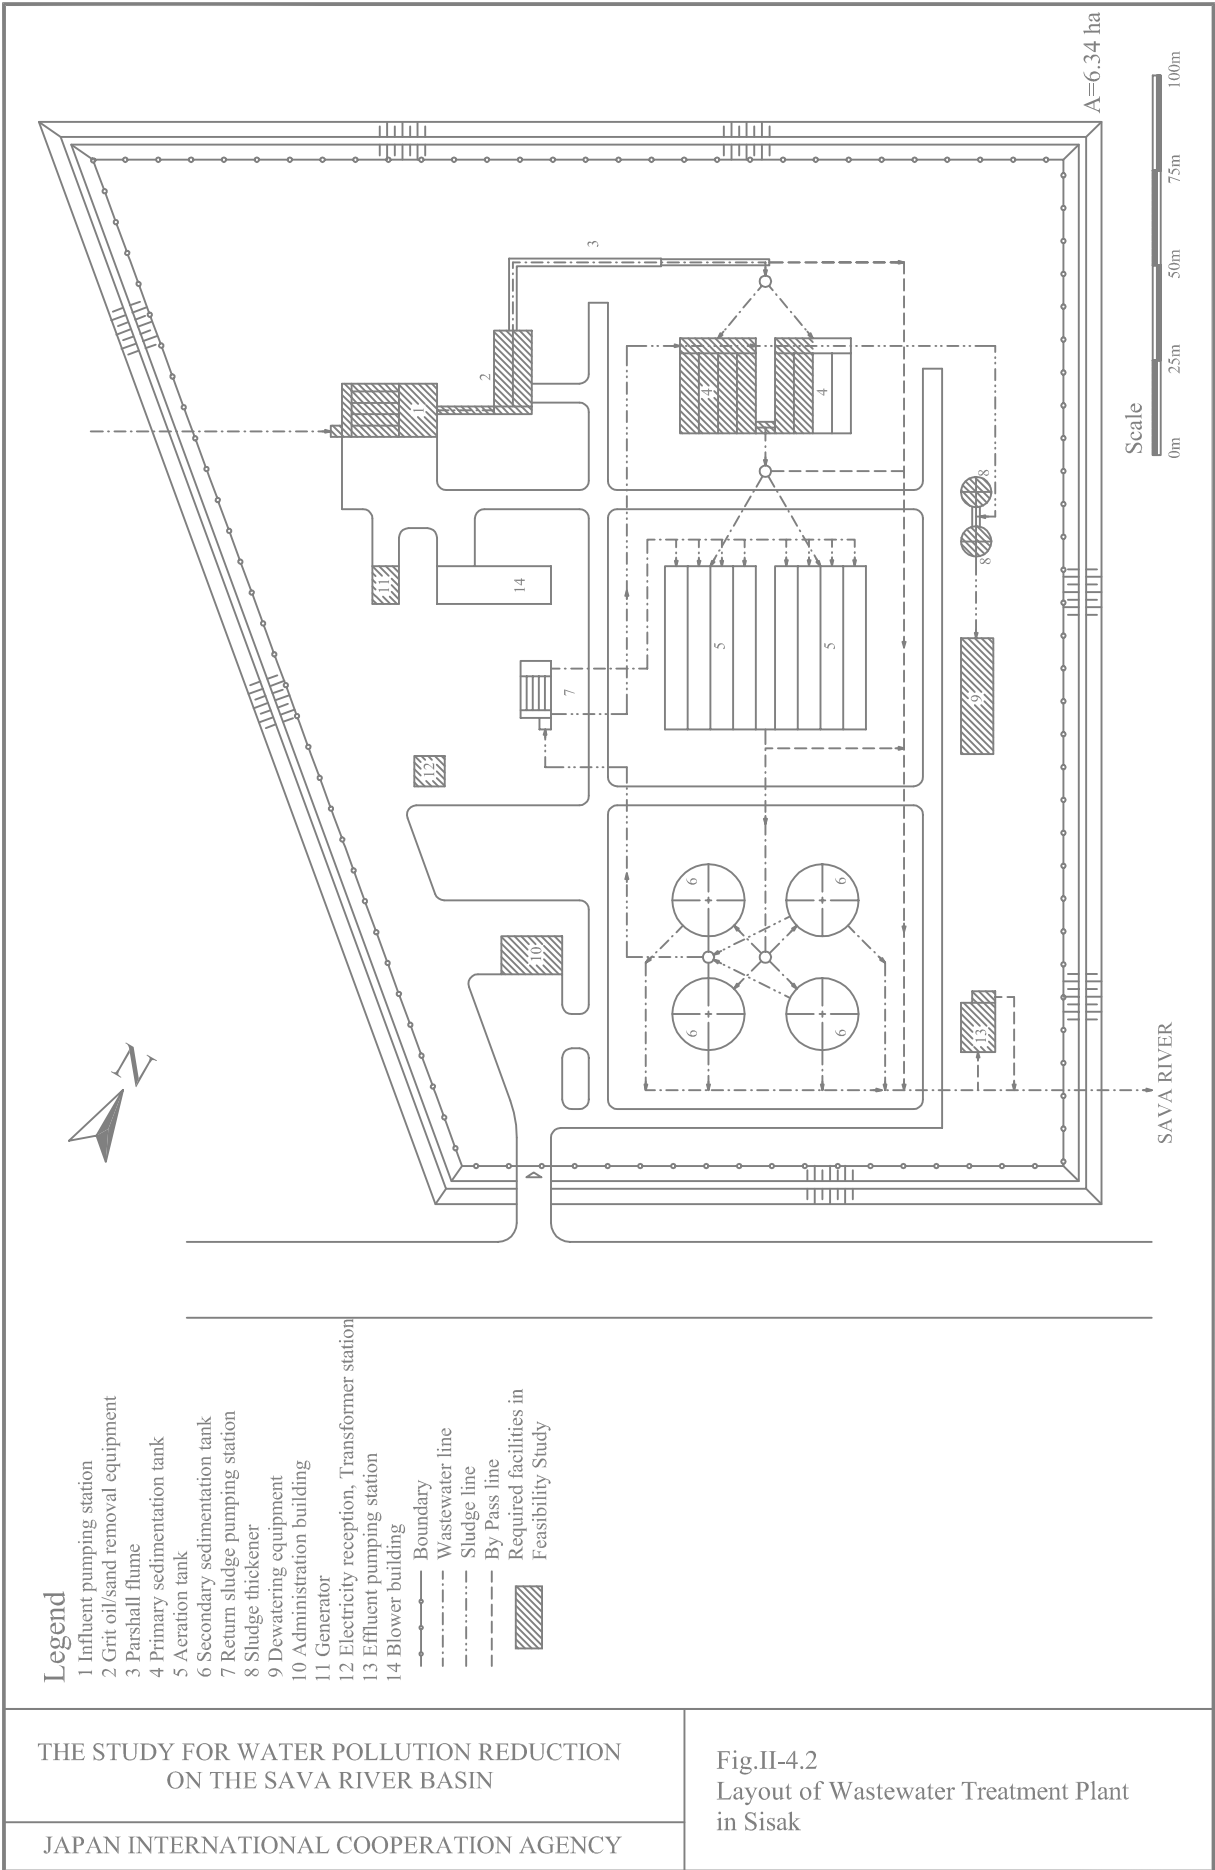 A=6.34 ha
Scale
0m
25m
50m
75m
100m
N
SAVA RIVER
1
2
3
4
4
5
5
6
6
6
6
7
8
8
9
10
11
12
13
14
Legend
1 Influent pumping station
2 Grit oil/sand removal equipment
3 Parshall flume
4 Primary sedimentation tank
5 Aeration tank
6 Secondary sedimentation tank
7 Return sludge pumping station
8 Sludge thickener
9 Dewatering equipment
10 Administration building
11 Generator
12 Electricity reception, Transformer station
13 Effluent pumping station
14 Blower building
Boundary
Wastewater line
Sludge line
By Pass line
Required facilities in
Feasibility Study
THE STUDY FOR WATER POLLUTION REDUCTION
ON THE SAVA RIVER BASIN
JAPAN INTERNATIONAL COOPERATION AGENCY
Fig.II-4.2
Layout of Wastewater Treatment Plant
in Sisak